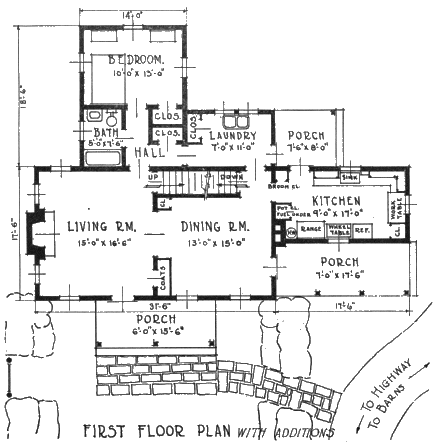 14'-0"
BEDROOM.
10'-0" X 15'-0"
18'-6"
CLOS.
CLOS.
CLOS.
BATH
5'-0" X 7'-6"
HALL
LAUNDRY
7'-0" X 11'-0"
PORCH
7'-6" X 8'-0"
UP
DOWN
BROOM CL.
SINK
KITCHEN
9'-0" X 17'-0"
WORK TABLE
CL.
LIVING RM.
15'-0" X 16'-6"
17'-6"
DINING RM.
13'-0" X 15'-0"
RANGE
WHEEL TABLE
REF.
CL.
COATS
PORCH
7'-0" X 17'-6"
31'-6"
17'-6"
PORCH
6'-0" X 15'-6"
TO HIGHWAY
TO BARNS
FIRST FLOOR PLAN WITH ADDITIONS